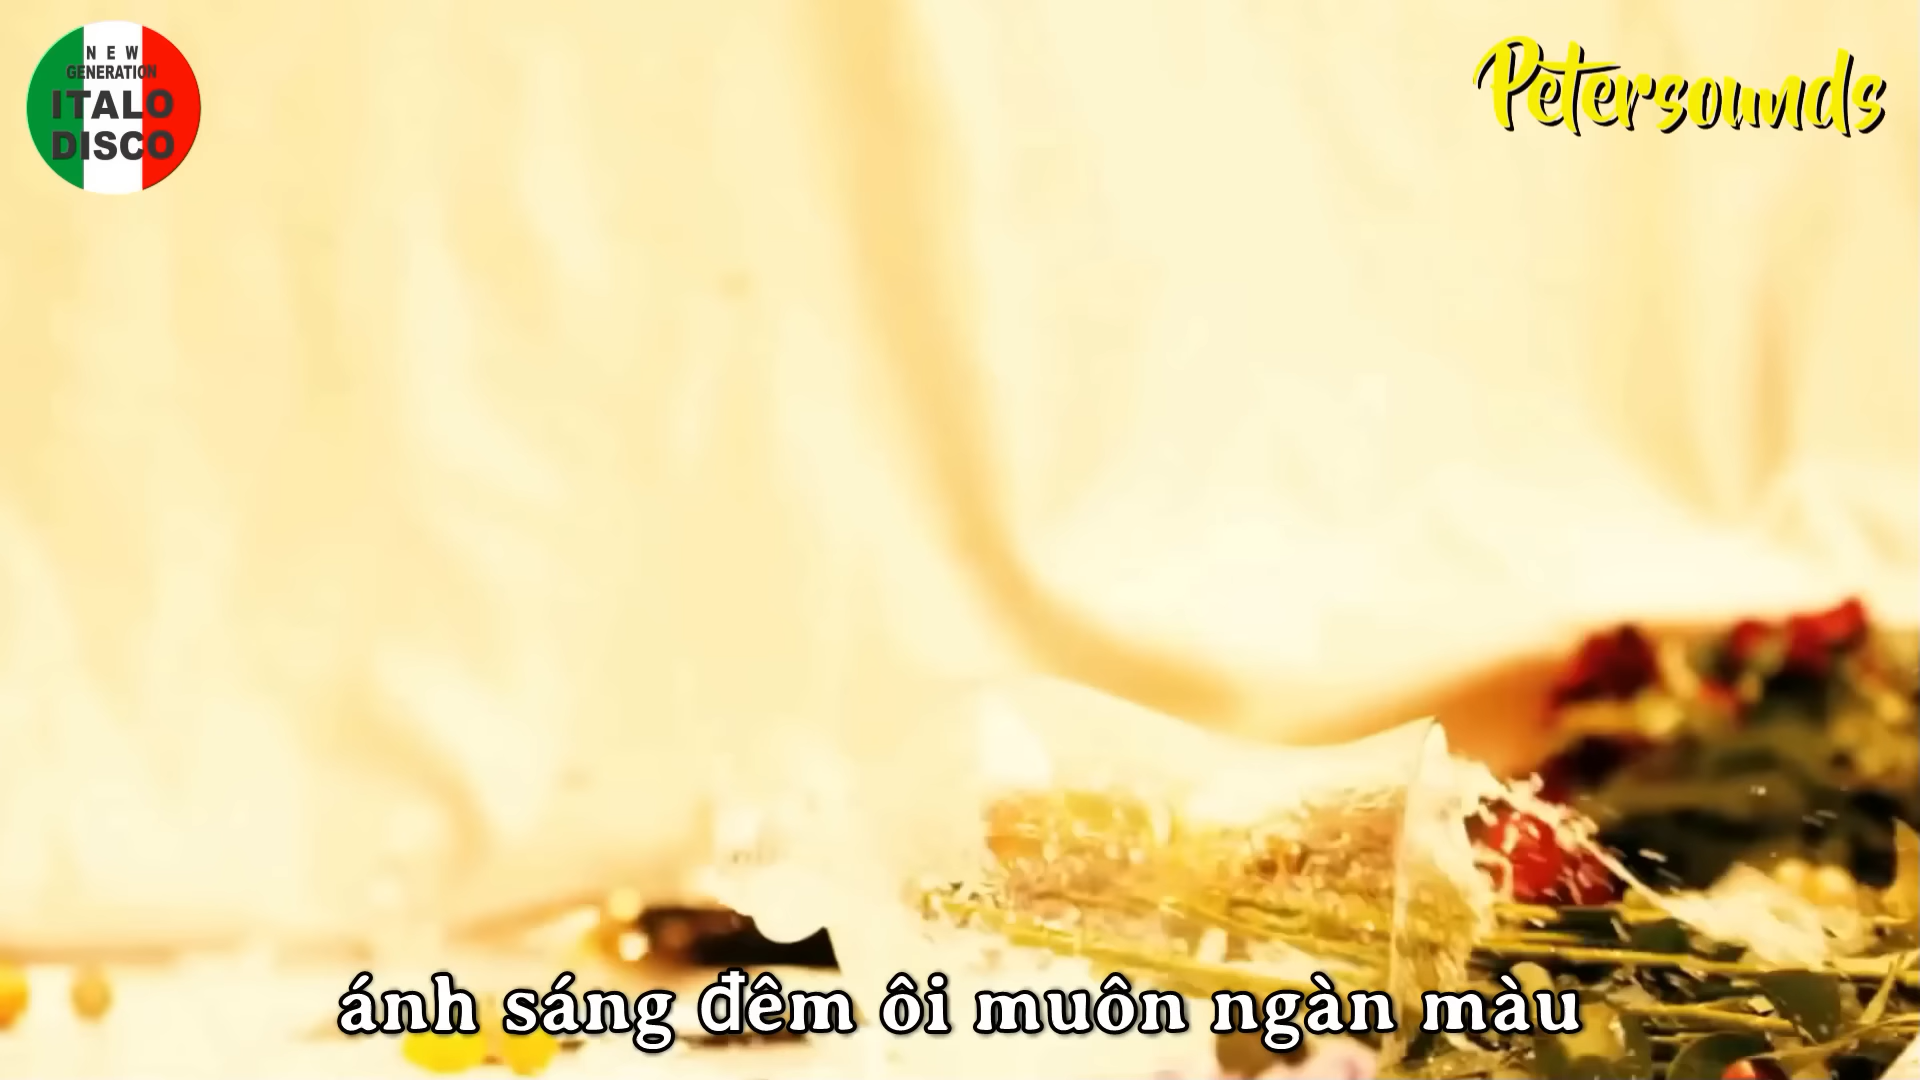 NEW
GENERATION
ITALO
DISCO
Petersounds
ánh sáng đêm ôi muôn ngàn màu